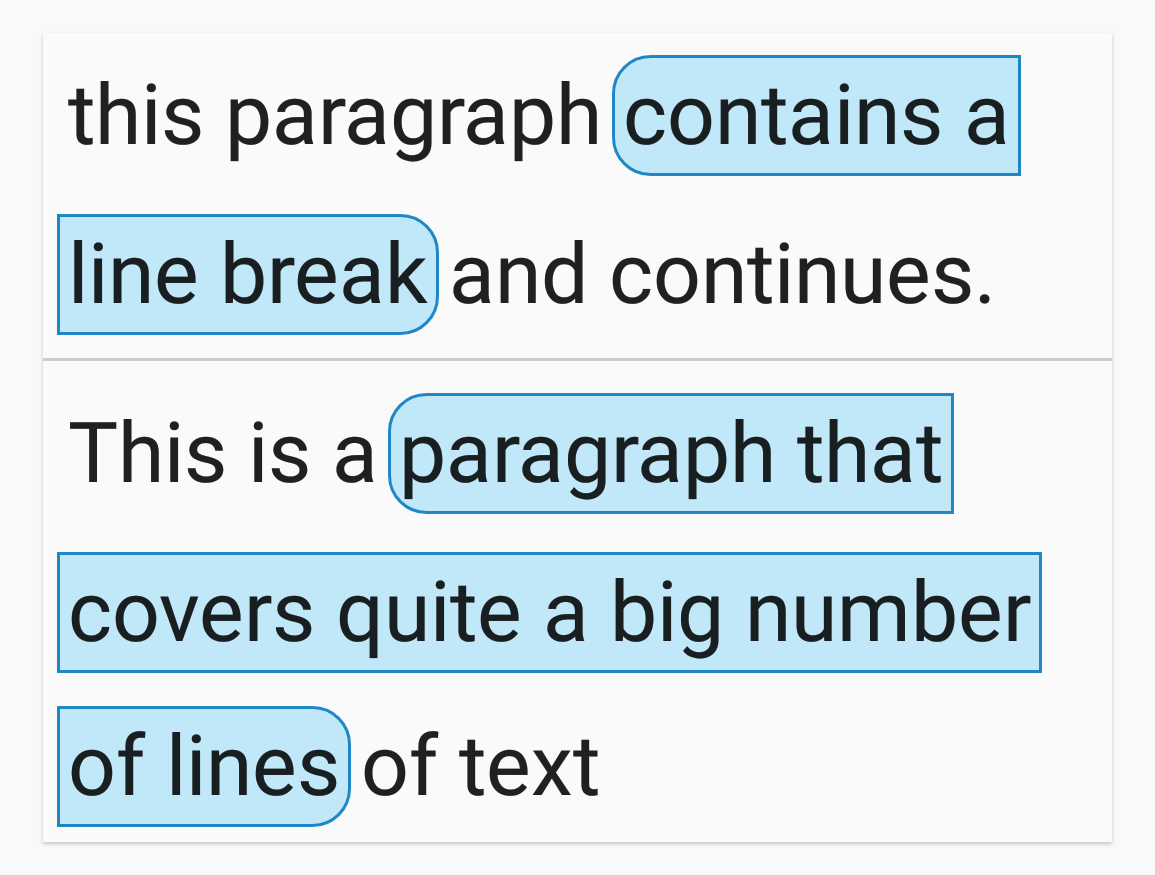 this paragraph contains a
line break and continues.
This is a paragraph that
covers quite a big number
of lines of text